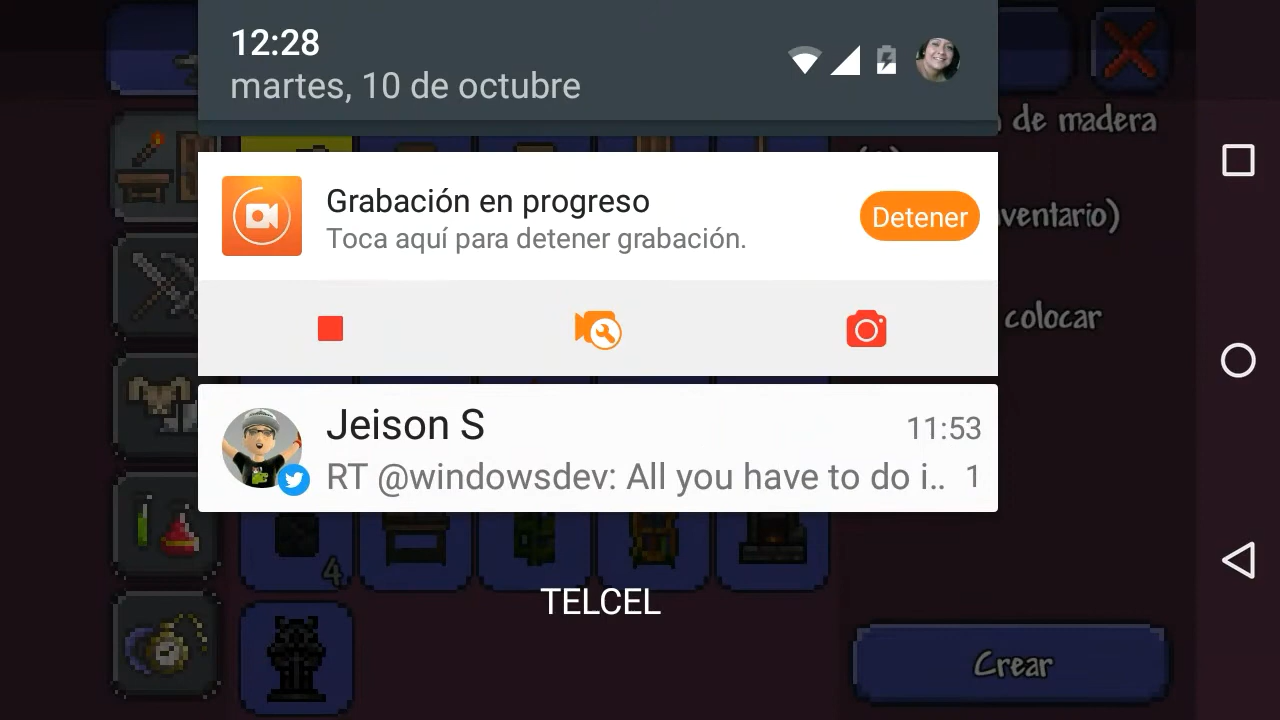 12:28
martes, 10 de octubre
de madera
Grabación en progreso
Toca aquí para detener grabación.
Detener
ventario)
colocar
Jeison S
11:53
RT @windowsdev: All you have to do i..
1
4
TELCEL
Crear